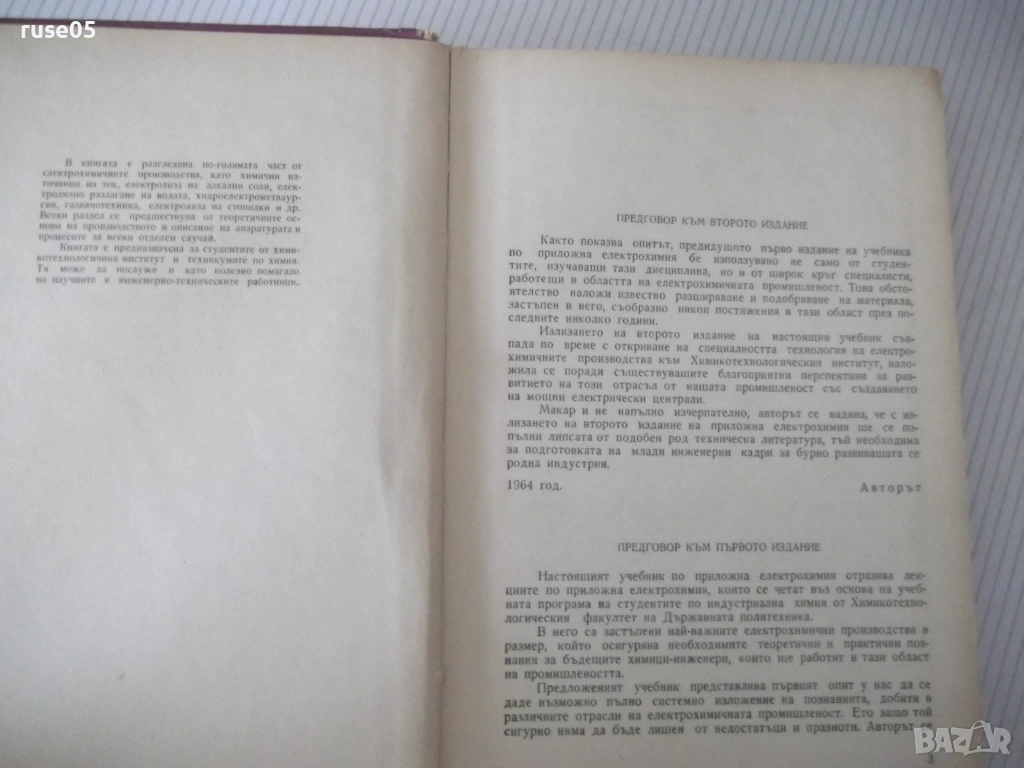 ruse05
В книгата е разгледана по-голямата част от
електрохимичните производства, като химични из-
точници на ток, електролиза на алкални соли, елек-
тролизно разлагане на водата, хидроелектрометалур-
гия, галванотехника, електролиза на стопилки и др.
Всеки раздел се предшествува от теоретичните осно-
ви на производството и описание на апаратурата и
процесите за всеки отделен случай.
Книгата е предназначена за студентите от хими-
котехнологичния институт и техникумите по химия.
Тя може да послужи и като полезно помагало
на научните и инженерно-техническите работници.
ПРЕДГОВОР КЪМ ВТОРОТО ИЗДАНИЕ
Както показва опитът, предидущото първо издание на учебника
по приложна електрохимия бе използувано не само от студен-
тите, изучаващи тази дисциплина, но и от широк кръг специалисти,
работещи в областта на електрохимичната промишленост. Това обсто-
ятелство наложи известно разширяване и подобряване на материала,
застъпен в него, съобразно някои постижения в тази област през по-
следните няколко години.
Излизането на второто издание на настоящия учебник съв-
пада по време с откриване на специалността технология на електро-
химичните производства към Химикотехнологическия институт, нало-
жила се поради съществуващите благоприятни перспективи за раз-
витието на този отрасъл от нашата промишленост със създаването
на мощни електрически централи.
Макар и не напълно изчерпателно, авторът се надява, че с из-
лизането на второто издание на приложна електрохимия ще се по-
пълни липсата от подобен род техническа литература, тъй необходима
за подготовката на млади инженерни кадри за бурно развиващата се
родна индустрия.
1964 год. Авторът
ПРЕДГОВОР КЪМ ПЪРВОТО ИЗДАНИЕ
Настоящият учебник по приложна електрохимия отразява лек-
циите по приложна електрохимия, които се четат въз основа на учеб-
ната програма на студентите по индустриална химия от Химикотехно-
логическия факултет на Държавната политехника.
В него са застъпени най-важните електрохимични производства в
размер, който осигурява необходимите теоретични и практични поз-
нания за бъдещите химици-инженери, които ще работят в тази област
на промишлеността.
Предложеният учебник представлява първият опит у нас да се
даде възможно пълно системно изложение на познанията, добити в
различните отрасли на електрохимичната промишленост. Ето защо той
сигурно няма да бъде лишен от недостатъци и празноти. Авторът се
3
BAZAR